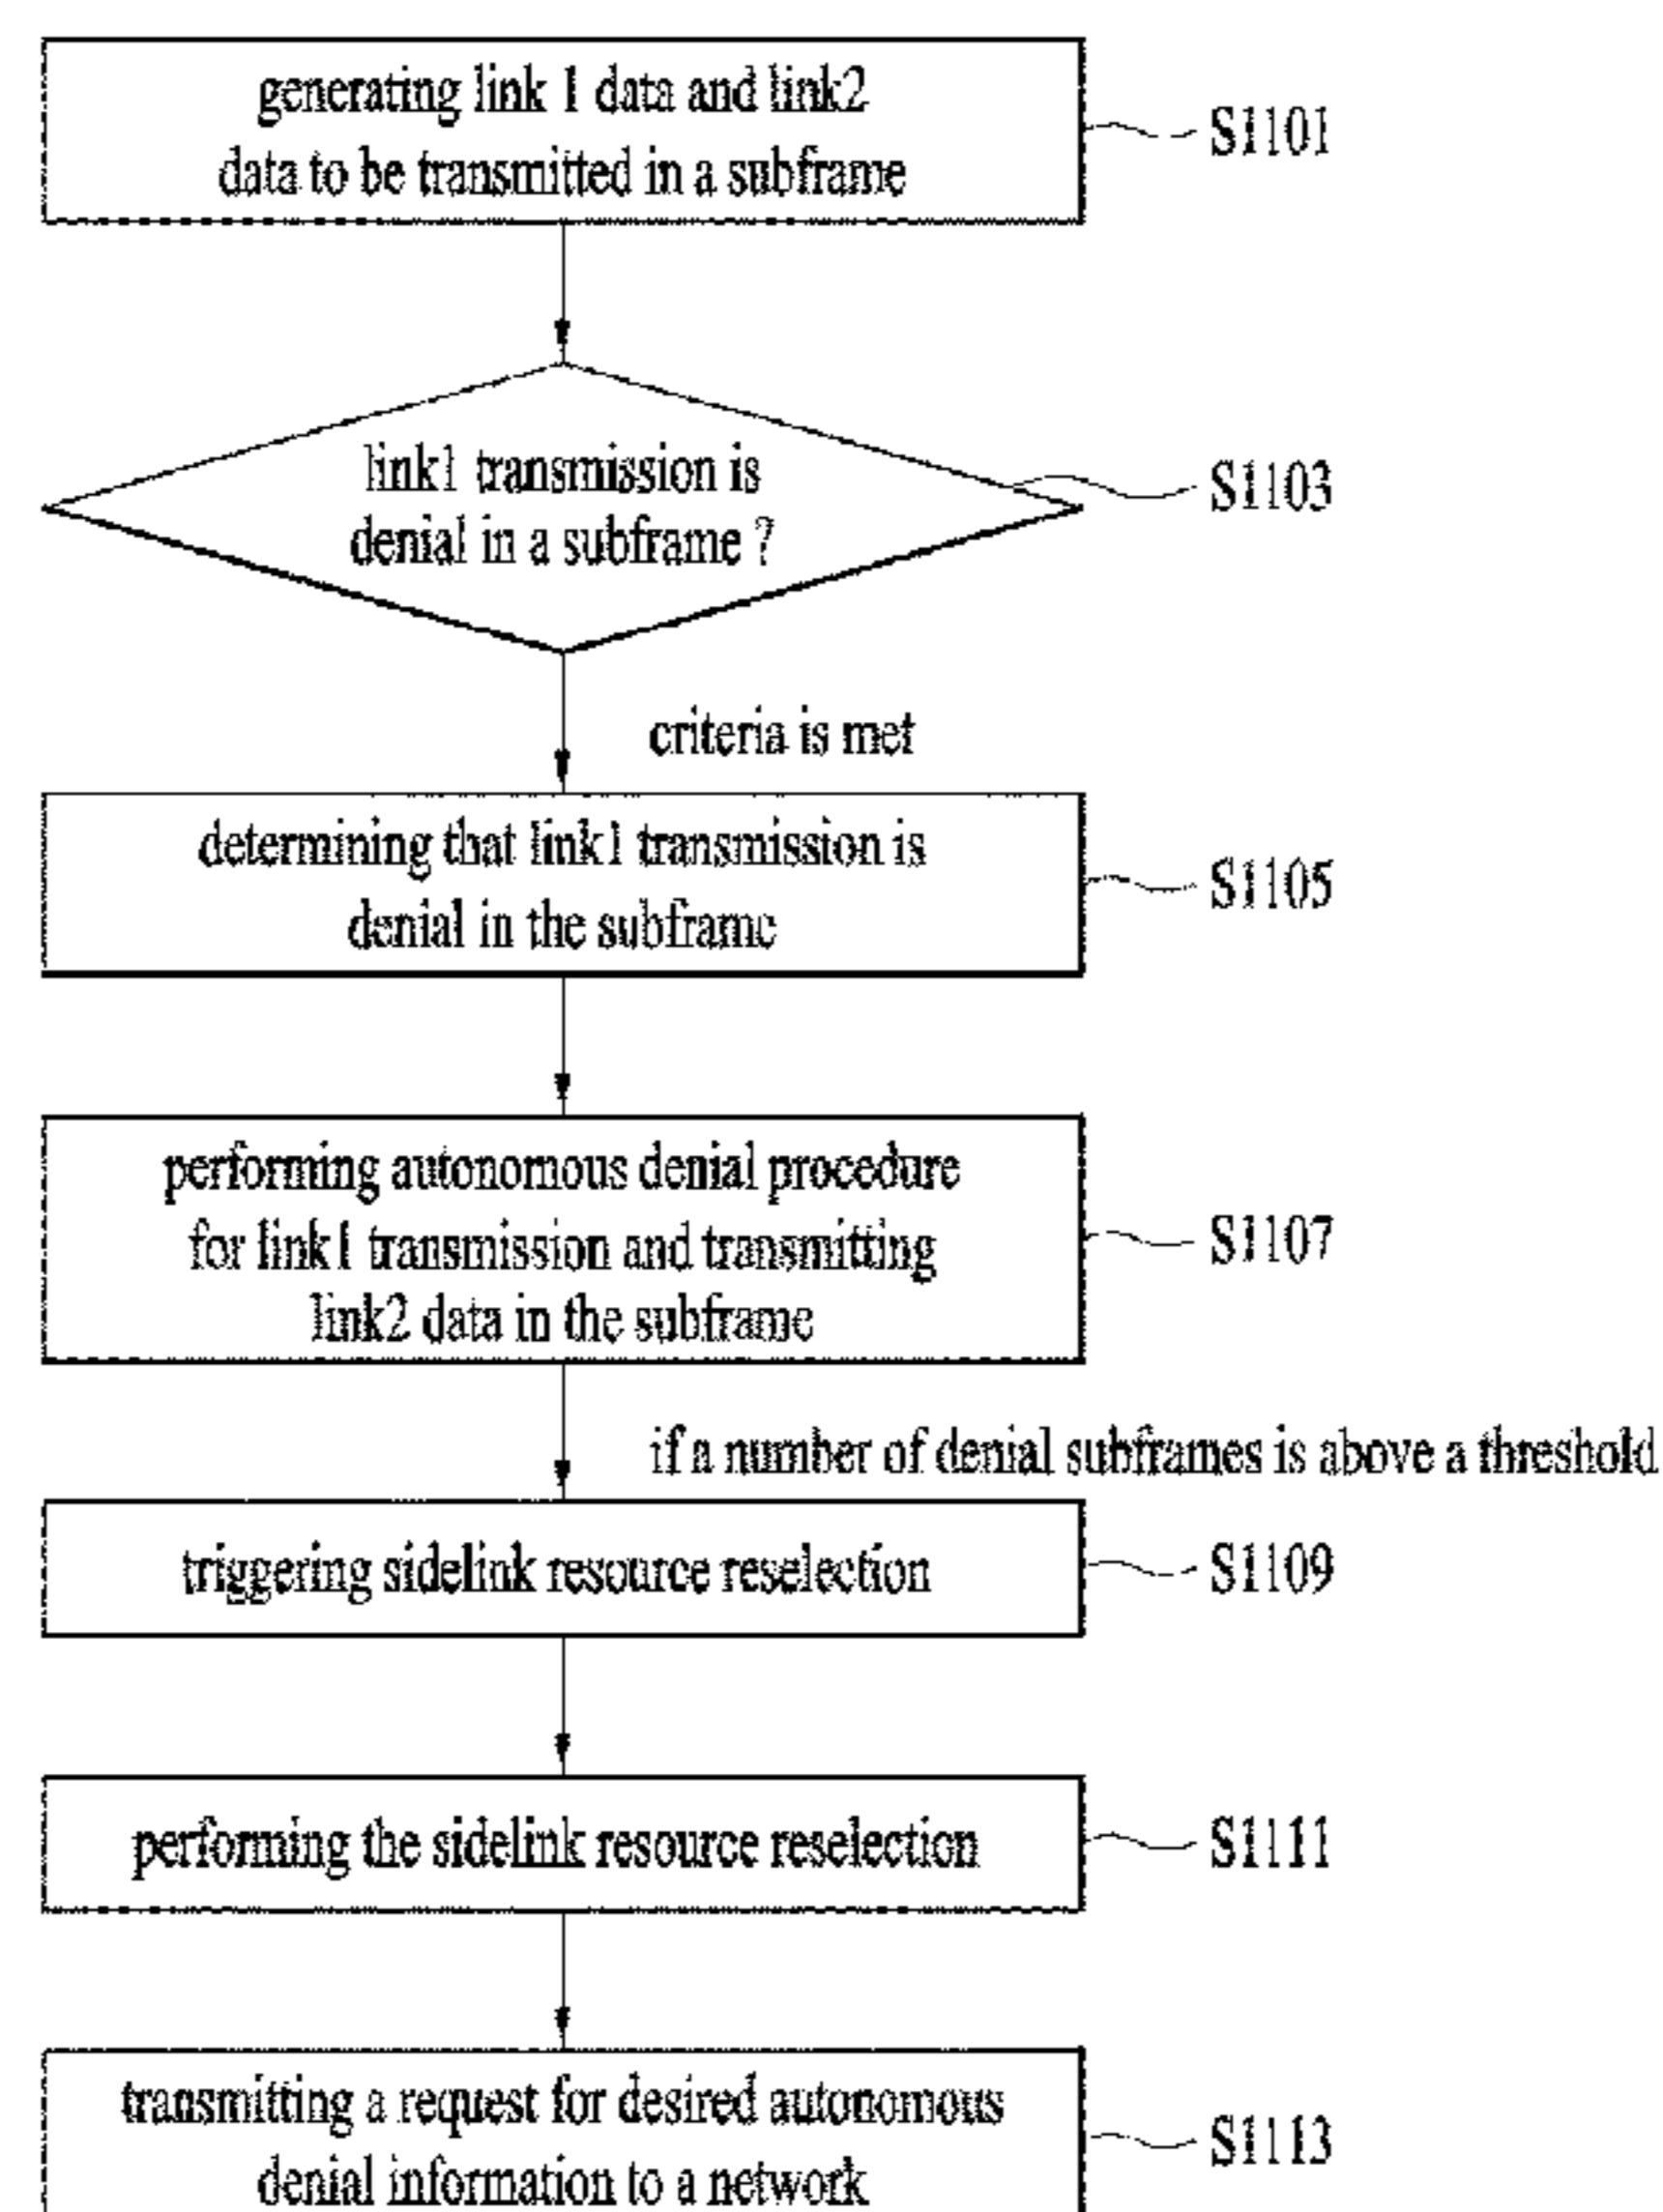 generating link 1 data and link2
data to be transmitted in a subframe
S1101
link1 transmission is
denial in a subframe ?
S1103
criteria is met
determining that link1 transmission is
denial in the subframe
S1105
performing autonomous denial procedure
for link1 transmission and transmitting
link2 data in the subframe
S1107
if a number of denial subframes is above a threshold
triggering sidelink resource reselection
S1109
performing the sidelink resource reselection
S1111
transmitting a request for desired autonomous
denial information to a network
S1113